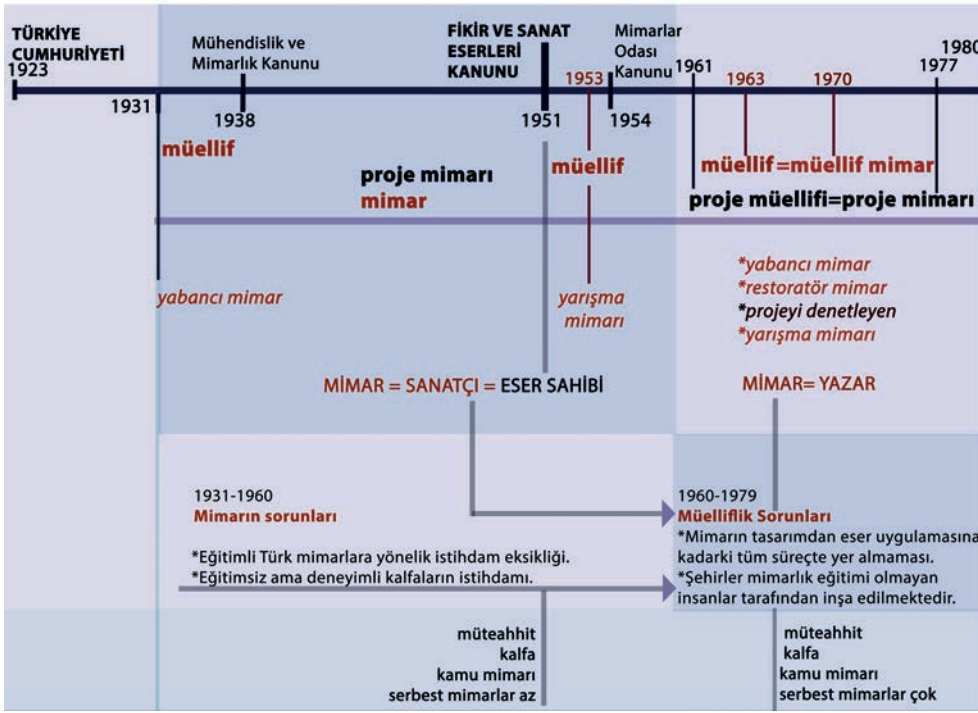 TÜRKİYE
CUMHURİYETİ
1923
1931
Mühendislik ve
Mimarlık Kanunu
1938
FİKİR VE SANAT
ESERLERİ
KANUNU
1951
1953
Mimarlar
Odası
Kanunu
1954
1961
1963
1970
1980
1977
müellif
proje mimarı
mimar
müellif
müellif =müellif mimar
proje müellifi=proje mimarı
yabancı mimar
yarışma
mimarı
*yabancı mimar
*restoratör mimar
*projeyi denetleyen
*yarışma mimarı
MİMAR = SANATÇI = ESER SAHİBİ
MİMAR= YAZAR
1931-1960
Mimarın sorunları
*Eğitimli Türk mimarlara yönelik istihdam eksikliği.
*Eğitimsiz ama deneyimli kalfaların istihdamı.
1960-1979
Müelliflik Sorunları
*Mimarın tasarımdan eser uygulamasına
kadarki tüm süreçte yer almaması.
*Şehirler mimarlık eğitimi olmayan
insanlar tarafından inşa edilmektedir.
müteahhit
kalfa
kamu mimarı
serbest mimarlar az
müteahhit
kalfa
kamu mimarı
serbest mimarlar çok